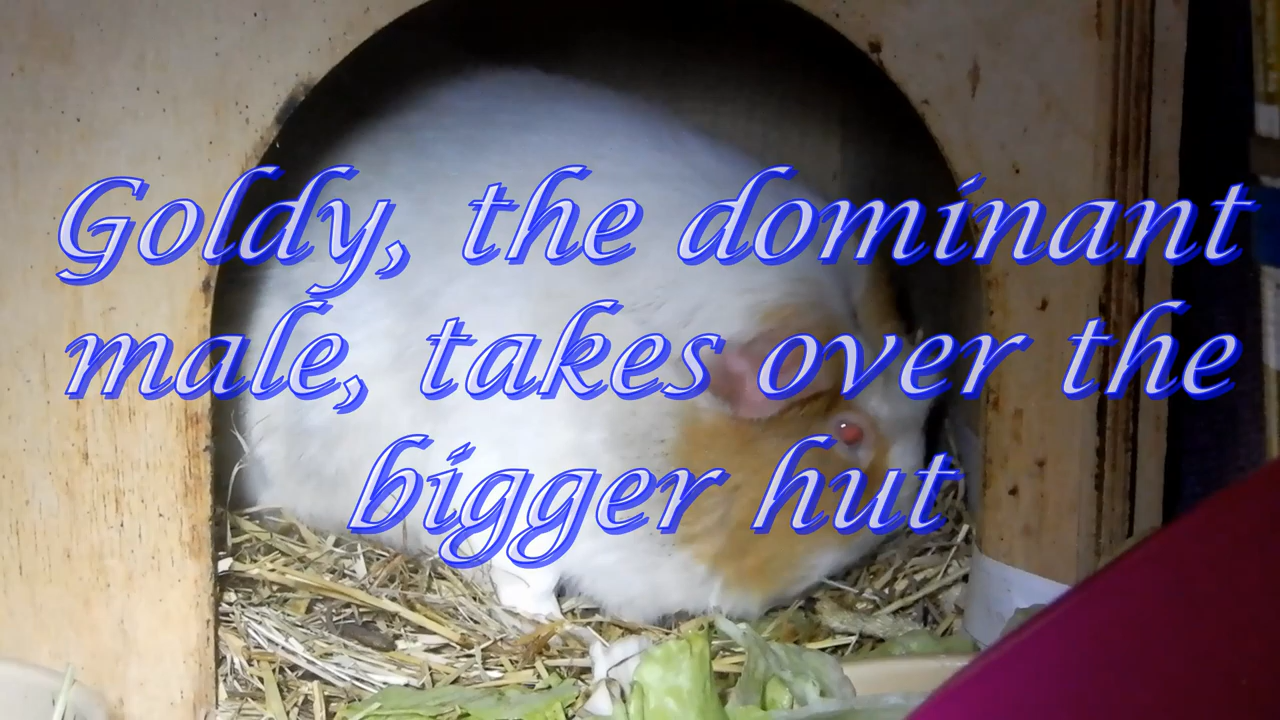 Goldy, the dominant
male, takes over the
bigger hut